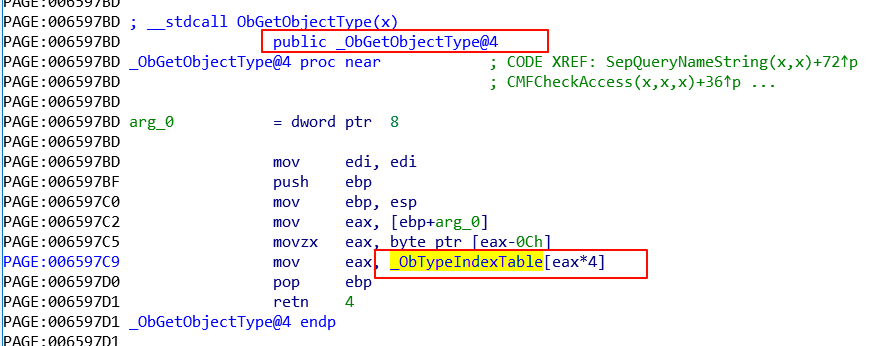 PAGE:006597BD
PAGE:006597BD ; __stdcall ObGetObjectType(x)
PAGE:006597BD public _ObGetObjectType@4
PAGE:006597BD _ObGetObjectType@4 proc near ; CODE XREF: SepQueryNameString(x,x)+72↑p
PAGE:006597BD ; CMFCheckAccess(x,x,x)+36↑p ...
PAGE:006597BD
PAGE:006597BD arg_0 = dword ptr 8
PAGE:006597BD
PAGE:006597BD mov edi, edi
PAGE:006597BF push ebp
PAGE:006597C0 mov ebp, esp
PAGE:006597C2 mov eax, [ebp+arg_0]
PAGE:006597C5 movzx eax, byte ptr [eax-0Ch]
PAGE:006597C9 mov eax, _ObTypeIndexTable[eax*4]
PAGE:006597D0 pop ebp
PAGE:006597D1 retn 4
PAGE:006597D1 _ObGetObjectType@4 endp
PAGE:006597D1